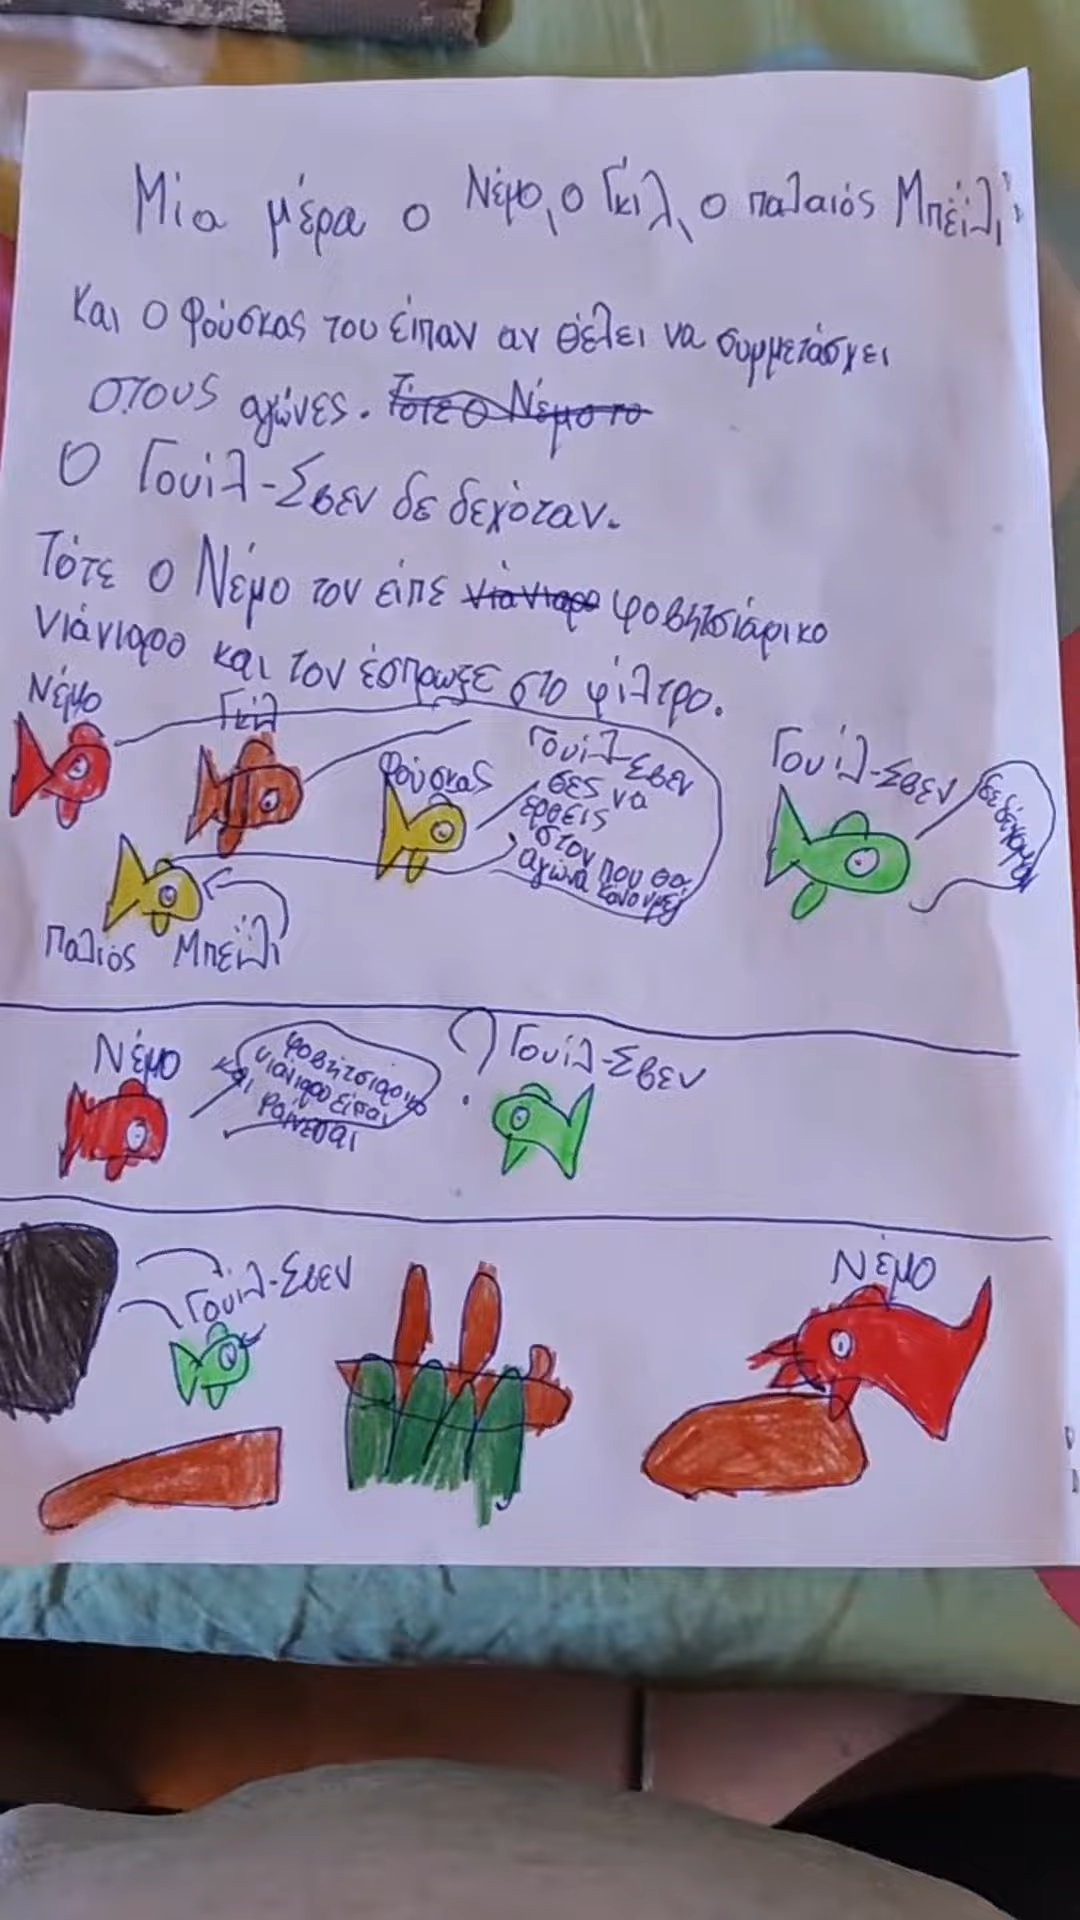 Μία μέρα ο Νέμο, ο Γκιλ, ο παλαιός Μπέιλι
και ο Φούσκας του είπαν αν θέλει να συμμετάσχει
στους αγώνες. Τότε ο Νέμο το
Ο Γουίλ-Σβεν δε δεχόταν.
Τότε ο Νέμο τον είπε νιάνιαρο φοβητσιάρικο
νιάνιαρο και τον έσπρωξε στο φίλτρο.
Νέμο
Γκιλ
Φούσκας
Γουίλ-Σβεν
θες να
έρθεις
στον που θα
αγώνα κάνουμε;
Γουίλ-Σβεν
Παλιός Μπέιλι
Νέμο
φοβητσιάρικο
νιάνιαρο είσαι
και φαίνεσαι
?
Γουίλ-Σβεν
Γουίλ-Σβεν
Νέμο